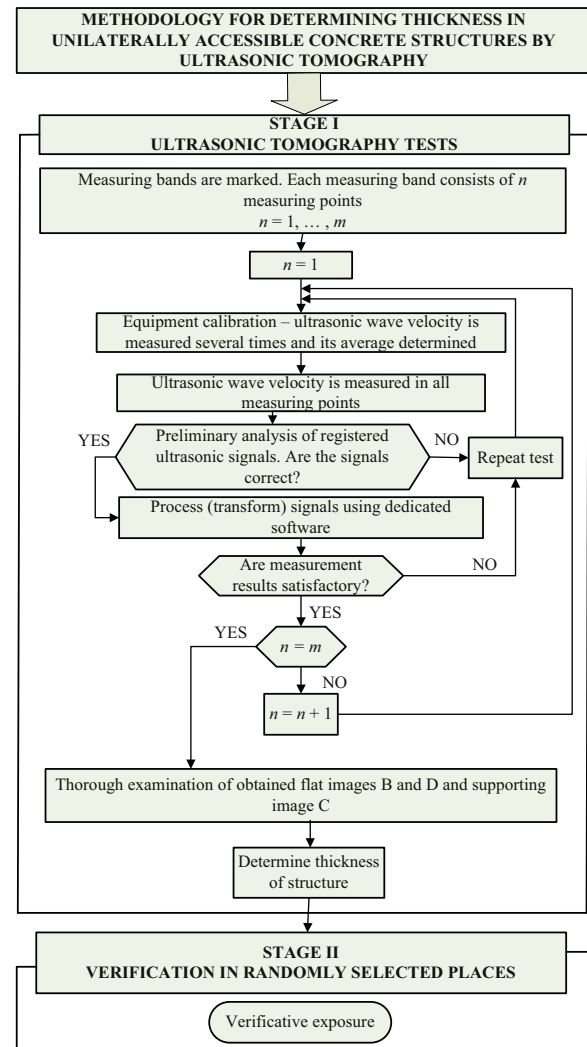 METHODOLOGY FOR DETERMINING THICKNESS IN
UNILATERALLY ACCESSIBLE CONCRETE STRUCTURES BY
ULTRASONIC TOMOGRAPHY
STAGE I
ULTRASONIC TOMOGRAPHY TESTS
Measuring bands are marked. Each measuring band consists of n
measuring points
n = 1, … , m
n = 1
Equipment calibration – ultrasonic wave velocity is
measured several times and its average determined
Ultrasonic wave velocity is measured in all
measuring points
YES
Preliminary analysis of registered
ultrasonic signals. Are the signals
correct?
NO
Repeat test
Process (transform) signals using dedicated
software
Are measurement
results satisfactory?
NO
YES
YES
n = m
NO
n = n + 1
Thorough examination of obtained flat images B and D and supporting
image C
Determine thickness
of structure
STAGE II
VERIFICATION IN RANDOMLY SELECTED PLACES
Verificative exposure